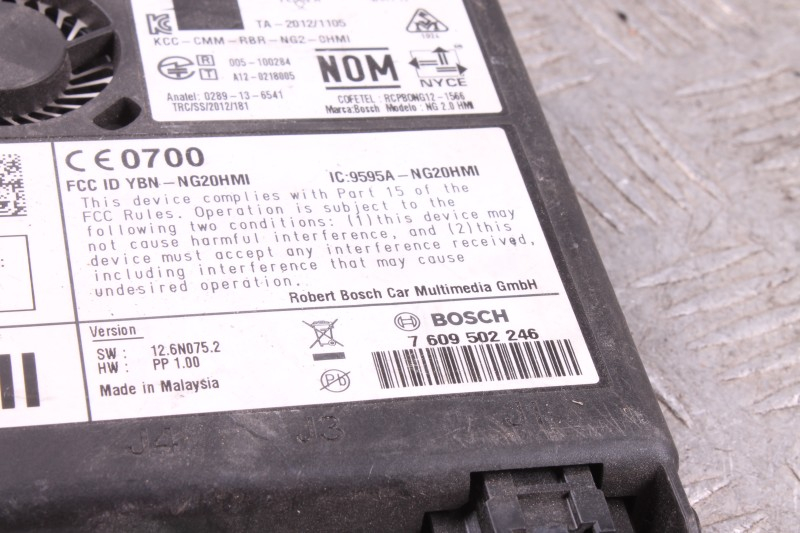 TA-2012/1105
KCC-CMM-RBR-NG2-0HMI
R 005-100284
T A12-0218005
NOM
NYCE
Anatel: 0289-13-6541
TRC/SS/2012/181
COFETEL: RCPBONG12-1566
Marca:Bosch Modelo: NG 2.0 HMI
CE0700
FCC ID YBN-NG20HMI IC:9595A-NG20HMI
This device complies with Part 15 of the
FCC Rules. Operation is subject to the
following two conditions: (1)this device may
not cause harmful interference, and (2)this
device must accept any interference received,
including interference that may cause
undesired operation.
Robert Bosch Car Multimedia GmbH
Version
SW: 12.6N075.2
HW: PP 1.00
Made in Malaysia
Pb
BOSCH
7 609 502 246
J4 J3 J1